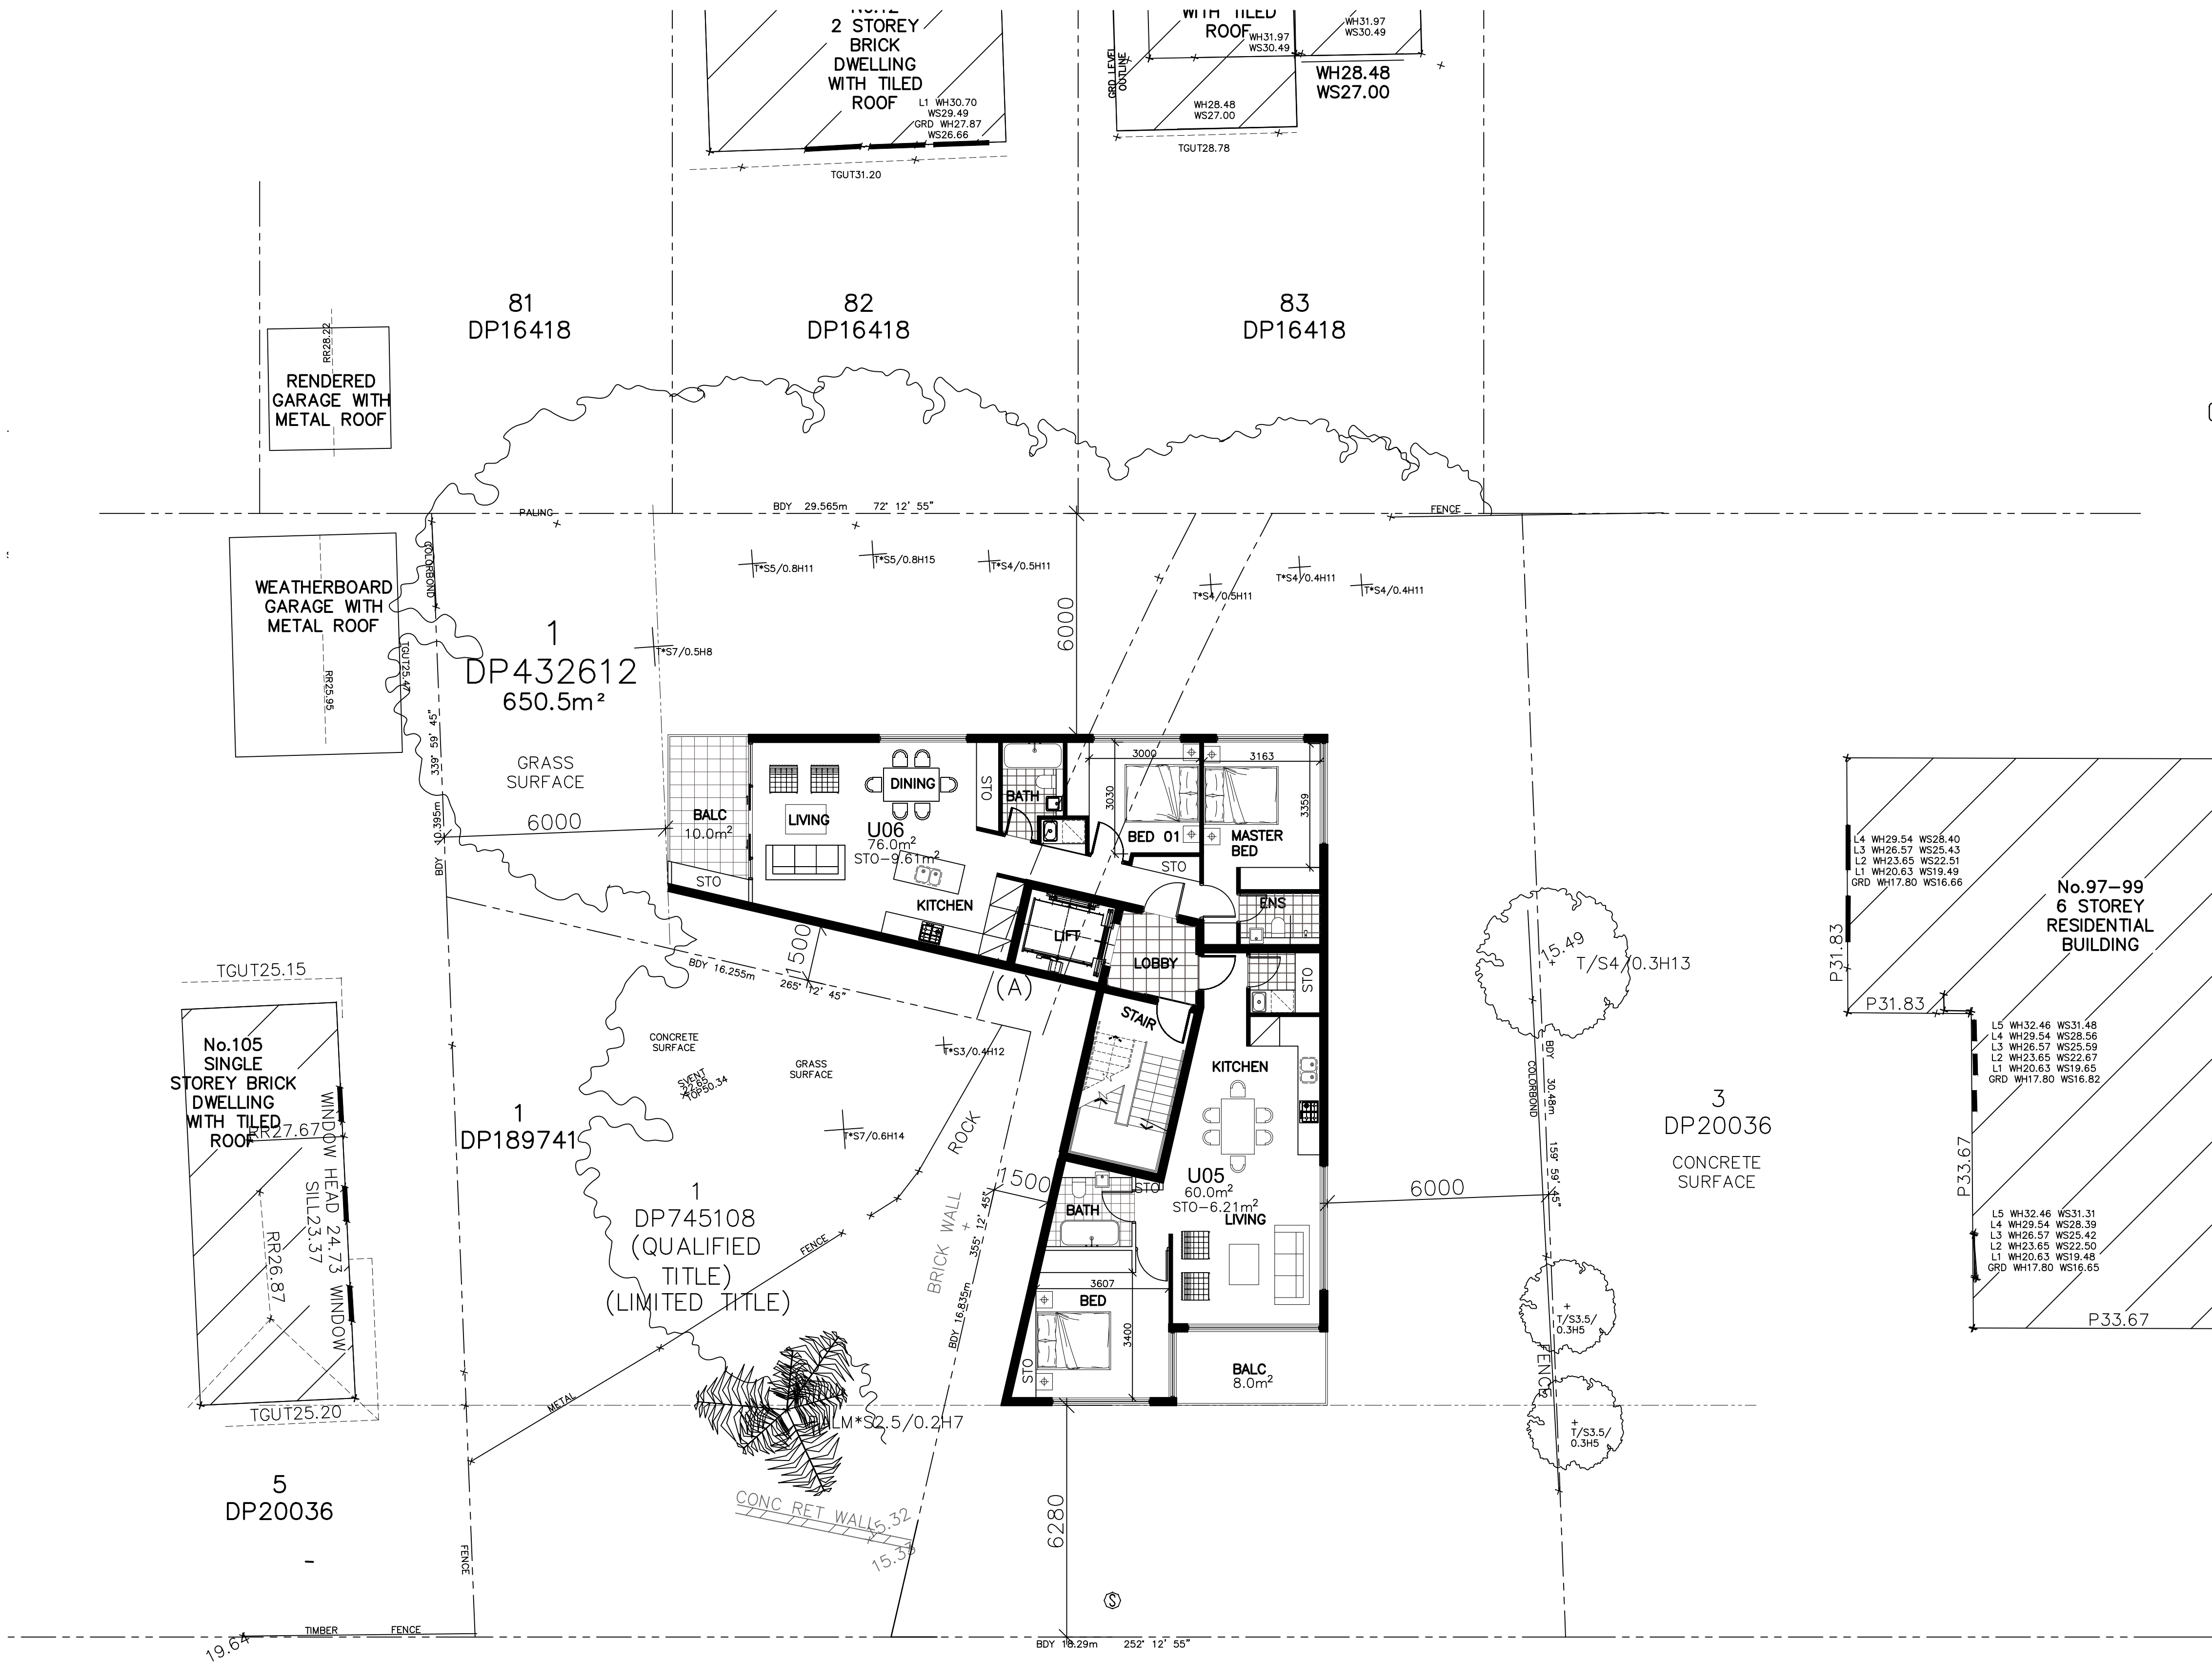 2 STOREY
BRICK
DWELLING
WITH TILED
ROOF
L1 WH30.70
WS29.49
GRD WH27.87
WS26.66
TGUT31.20
WITH TILED
ROOF
WH31.97
WS30.49
WH31.97
WS30.49
GRD LEVEL
OUTLINE
WH28.48
WS27.00
WH28.48
WS27.00
TGUT28.78
81
DP16418
82
DP16418
83
DP16418
RR28.22
RENDERED
GARAGE WITH
METAL ROOF
PALING
BDY 29.565m 72° 12' 55"
FENCE
COLORBOND
WEATHERBOARD
GARAGE WITH
METAL ROOF
RR25.95
TGUT25.47
T*S5/0.8H11
T*S5/0.8H15
T*S4/0.5H11
T*S4/0.5H11
T*S4/0.4H11
T*S4/0.4H11
T*S7/0.5H8
1
DP432612
650.5m²
6000
GRASS
SURFACE
BDY 10.395m 339° 59' 45"
6000
BALC
10.0m²
STO
LIVING
DINING
U06
76.0m²
STO-9.61m²
KITCHEN
STO
BATH
3000
3030
BED 01
3163
3359
MASTER
BED
STO
ENS
LIFT
LOBBY
STO
STAIR
1500
BDY 16.255m 265° 12' 45"
(A)
KITCHEN
U05
60.0m²
STO-6.21m²
LIVING
STO
BATH
3607
BED
3400
STO
BALC
8.0m²
TGUT25.15
No.105
SINGLE
STOREY BRICK
DWELLING
WITH TILED
ROOF
RR27.67
WINDOW HEAD 24.73 WINDOW
SILL23.37
RR26.87
TGUT25.20
CONCRETE
SURFACE
SVENT
22.65
TOP50.34
GRASS
SURFACE
T*S3/0.4H12
T*S7/0.6H14
ROCK
1
DP189741
1
DP745108
(QUALIFIED
TITLE)
(LIMITED TITLE)
FENCE
METAL
BRICK WALL
1500
BDY 16.835m 355° 12' 45"
PALM*S2.5/0.2H7
CONC RET WALL
15.32
15.33
5
DP20036
FENCE
19.64
TIMBER FENCE
6280
S
BDY 18.29m 252° 12' 55"
15.49
T/S4/0.3H13
COLORBOND
BDY 30.48m 159° 59' 45"
6000
T/S3.5/
0.3H5
FENCE
T/S3.5/
0.3H5
3
DP20036
CONCRETE
SURFACE
L4 WH29.54 WS28.40
L3 WH26.57 WS25.43
L2 WH23.65 WS22.51
L1 WH20.63 WS19.49
GRD WH17.80 WS16.66
P31.83
P31.83
No.97-99
6 STOREY
RESIDENTIAL
BUILDING
L5 WH32.46 WS31.48
L4 WH29.54 WS28.56
L3 WH26.57 WS25.59
L2 WH23.65 WS22.67
L1 WH20.63 WS19.65
GRD WH17.80 WS16.82
P33.67
L5 WH32.46 WS31.31
L4 WH29.54 WS28.39
L3 WH26.57 WS25.42
L2 WH23.65 WS22.50
L1 WH20.63 WS19.48
GRD WH17.80 WS16.65
P33.67